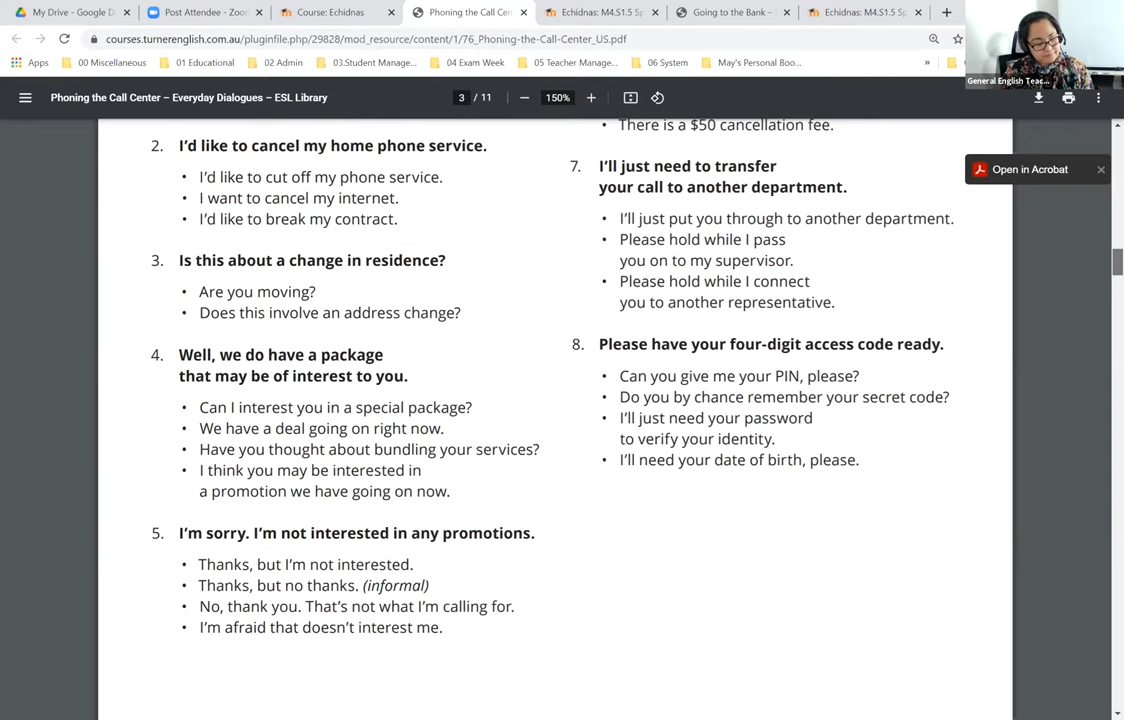 My Drive - Google D
Post Attendee - Zoo
Course: Echidnas
Phoning the Call Cen
Echidnas: M4.S1.5 Sp
Going to the Bank –
Echidnas: M4.S1.5 Sp
courses.turnerenglish.com.au/pluginfile.php/29828/mod_resource/content/1/76_Phoning-the-Call-Center_US.pdf
Apps
00 Miscellaneous
01 Educational
02 Admin
03.Student Manage...
04 Exam Week
05 Teacher Manage...
06 System
May's Personal Boo...
»
General English Teac...
Phoning the Call Center – Everyday Dialogues – ESL Library
3 / 11
150%
Open in Acrobat
2. I'd like to cancel my home phone service.
• I'd like to cut off my phone service.
• I want to cancel my internet.
• I'd like to break my contract.
3. Is this about a change in residence?
• Are you moving?
• Does this involve an address change?
4. Well, we do have a package
that may be of interest to you.
• Can I interest you in a special package?
• We have a deal going on right now.
• Have you thought about bundling your services?
• I think you may be interested in
a promotion we have going on now.
5. I'm sorry. I'm not interested in any promotions.
• Thanks, but I'm not interested.
• Thanks, but no thanks. (informal)
• No, thank you. That's not what I'm calling for.
• I'm afraid that doesn't interest me.
• There is a $50 cancellation fee.
7. I'll just need to transfer
your call to another department.
• I'll just put you through to another department.
• Please hold while I pass
you on to my supervisor.
• Please hold while I connect
you to another representative.
8. Please have your four-digit access code ready.
• Can you give me your PIN, please?
• Do you by chance remember your secret code?
• I'll just need your password
to verify your identity.
• I'll need your date of birth, please.